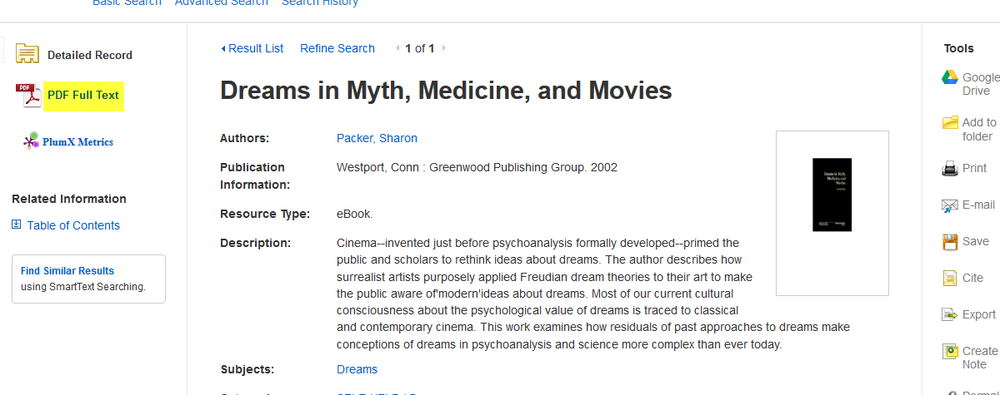 Basic Search Advanced Search Search History
Detailed Record
PDF
PDF Full Text
PlumX Metrics
Related Information
Table of Contents
Find Similar Results
using SmartText Searching.
Result List Refine Search 1 of 1
Dreams in Myth, Medicine, and Movies
Authors: Packer, Sharon
Publication Westport, Conn : Greenwood Publishing Group. 2002
Information:
Resource Type: eBook.
Description: Cinema--invented just before psychoanalysis formally developed--primed the
public and scholars to rethink ideas about dreams. The author describes how
surrealist artists purposely applied Freudian dream theories to their art to make
the public aware of'modern'ideas about dreams. Most of our current cultural
consciousness about the psychological value of dreams is traced to classical
and contemporary cinema. This work examines how residuals of past approaches to dreams make
conceptions of dreams in psychoanalysis and science more complex than ever today.
Subjects: Dreams
Dreams in Myth,
Medicine, and
Movies
Tools
Google
Drive
Add to
folder
Print
E-mail
Save
Cite
Export
Create
Note